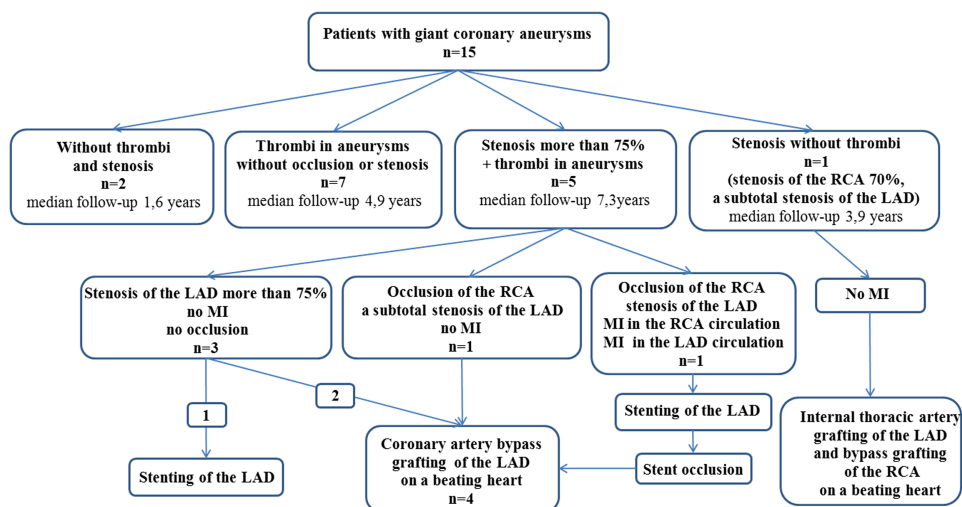 Patients with giant coronary aneurysms
n=15
Without thrombi
and stenosis
n=2
median follow-up 1,6 years
Thrombi in aneurysms
without occlusion or stenosis
n=7
median follow-up 4,9 years
Stenosis more than 75%
+ thrombi in aneurysms
n=5
median follow-up 7,3years
Stenosis without thrombi
n=1
(stenosis of the RCA 70%,
a subtotal stenosis of the LAD)
median follow-up 3,9 years
Stenosis of the LAD more than 75%
no MI
no occlusion
n=3
Occlusion of the RCA
a subtotal stenosis of the LAD
no MI
n=1
Occlusion of the RCA
stenosis of the LAD
MI in the RCA circulation
MI in the LAD circulation
n=1
No MI
1
2
Stenting of the LAD
Stenting of the LAD
Coronary artery bypass
grafting of the LAD
on a beating heart
n=4
Stent occlusion
Internal thoracic artery
grafting of the LAD
and bypass grafting
of the RCA
on a beating heart